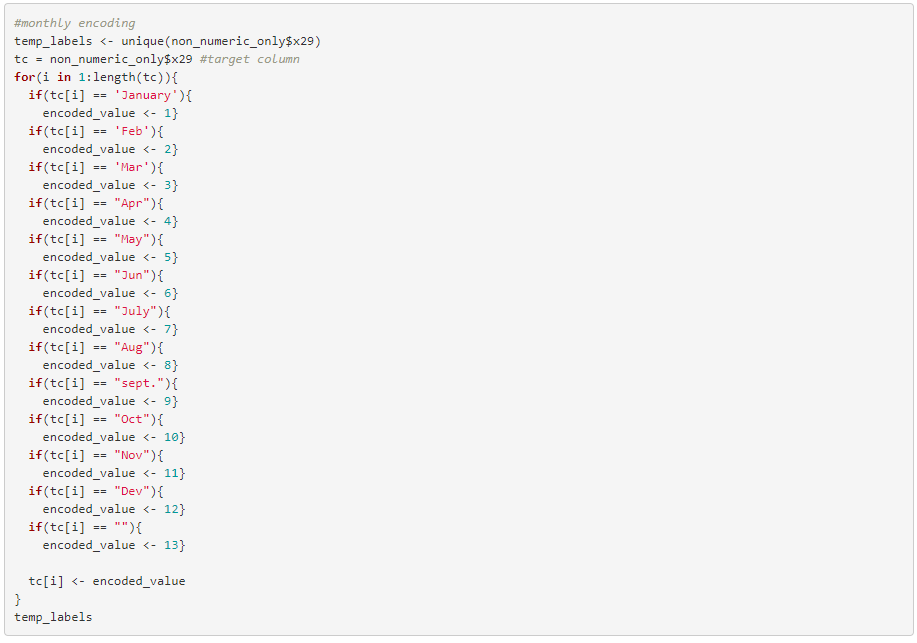 #monthly encoding
temp_labels <- unique(non_numeric_only$x29)
tc = non_numeric_only$x29 #target column
for(i in 1:length(tc)){
  if(tc[i] == 'January'){
    encoded_value <- 1}
  if(tc[i] == 'Feb'){
    encoded_value <- 2}
  if(tc[i] == 'Mar'){
    encoded_value <- 3}
  if(tc[i] == "Apr"){
    encoded_value <- 4}
  if(tc[i] == "May"){
    encoded_value <- 5}
  if(tc[i] == "Jun"){
    encoded_value <- 6}
  if(tc[i] == "July"){
    encoded_value <- 7}
  if(tc[i] == "Aug"){
    encoded_value <- 8}
  if(tc[i] == "sept."){
    encoded_value <- 9}
  if(tc[i] == "Oct"){
    encoded_value <- 10}
  if(tc[i] == "Nov"){
    encoded_value <- 11}
  if(tc[i] == "Dev"){
    encoded_value <- 12}
  if(tc[i] == ""){
    encoded_value <- 13}
  tc[i] <- encoded_value
}
temp_labels